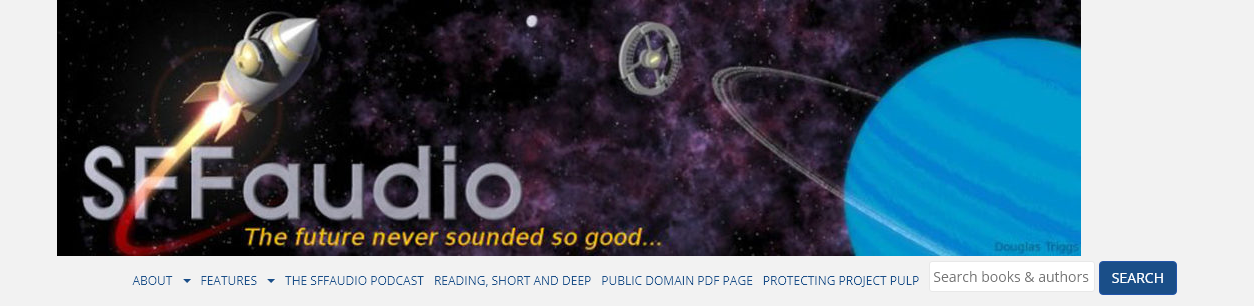 SFFaudio
The future never sounded so good...
Douglas Triggs
ABOUT FEATURES THE SFFAUDIO PODCAST READING, SHORT AND DEEP PUBLIC DOMAIN PDF PAGE PROTECTING PROJECT PULP Search books & authors SEARCH